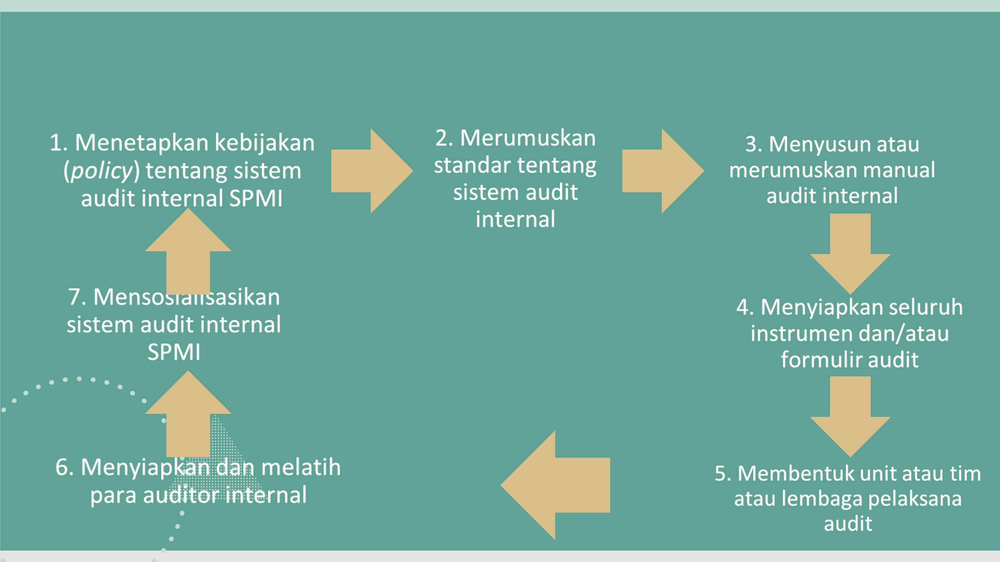 1. Menetapkan kebijakan
(policy) tentang sistem
audit internal SPMI
2. Merumuskan
standar tentang
sistem audit
internal
3. Menyusun atau
merumuskan manual
audit internal
4. Menyiapkan seluruh
instrumen dan/atau
formulir audit
5. Membentuk unit atau tim
atau lembaga pelaksana
audit
6. Menyiapkan dan melatih
para auditor internal
7. Mensosialisasikan
sistem audit internal
SPMI